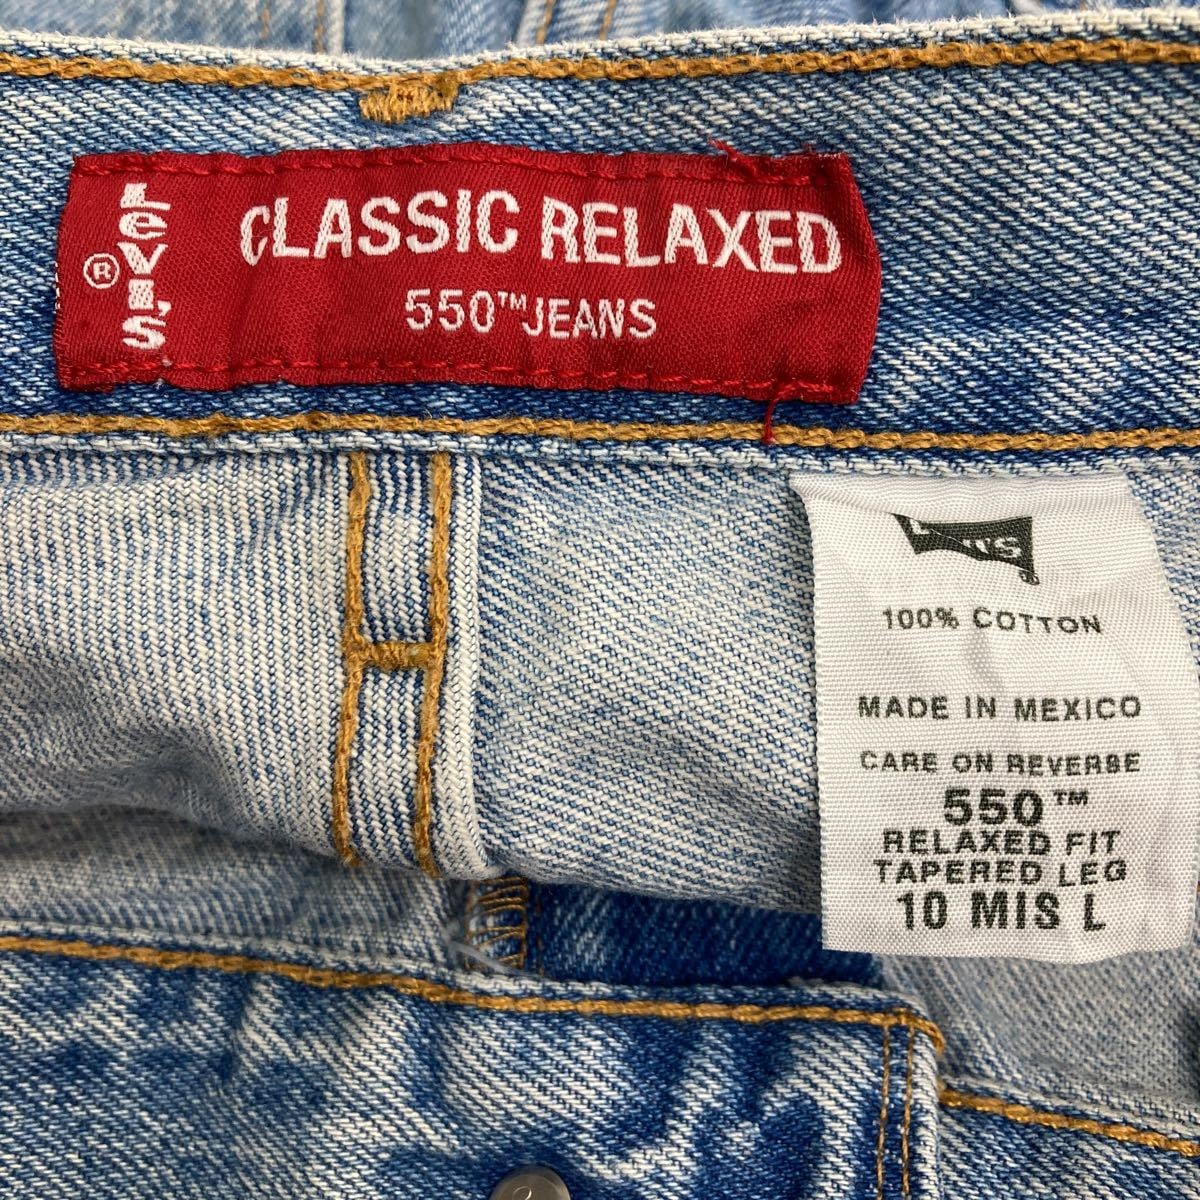 Levi's ®
CLASSIC RELAXED
550™ JEANS
100% COTTON
MADE IN MEXICO
CARE ON REVERSE
550™
RELAXED FIT
TAPERED LEG
10 MIS L